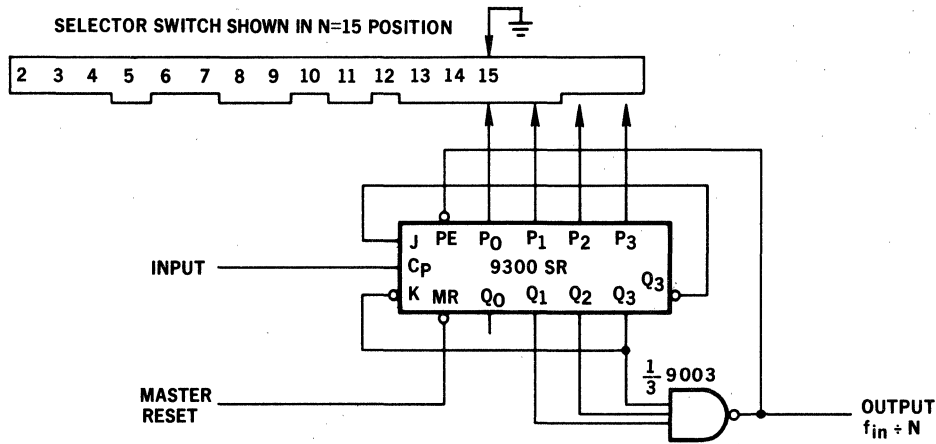 SELECTOR SWITCH SHOWN IN N=15 POSITION
2 3 4 5 6 7 8 9 10 11 12 13 14 15
J PE P0 P1 P2 P3
INPUT CP 9300 SR Q3
K MR Q0 Q1 Q2 Q3
1/3 9003
MASTER
RESET
OUTPUT
fin ÷ N